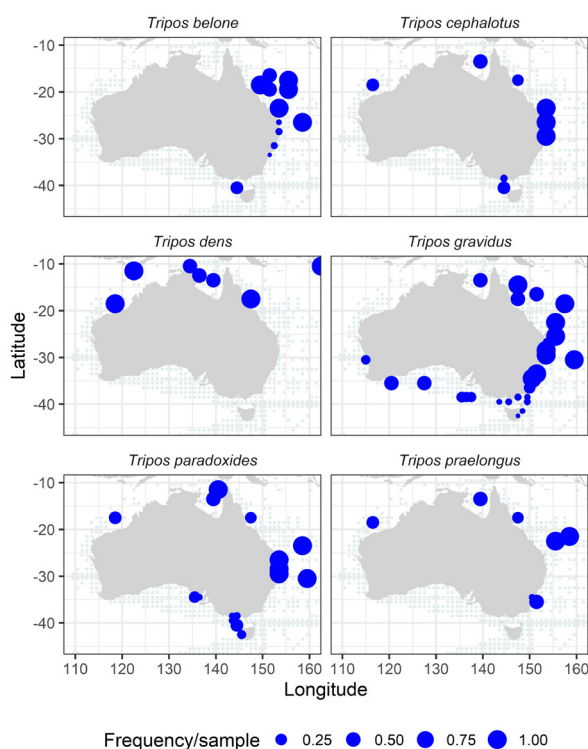 Tripos belone Tripos cephalotus
-10
-20
-30
-40
Tripos dens Tripos gravidus
-10
-20
-30
-40
Latitude
Tripos paradoxides Tripos praelongus
-10
-20
-30
-40
110 120 130 140 150 160 110 120 130 140 150 160
Longitude
Frequency/sample 0.25 0.50 0.75 1.00